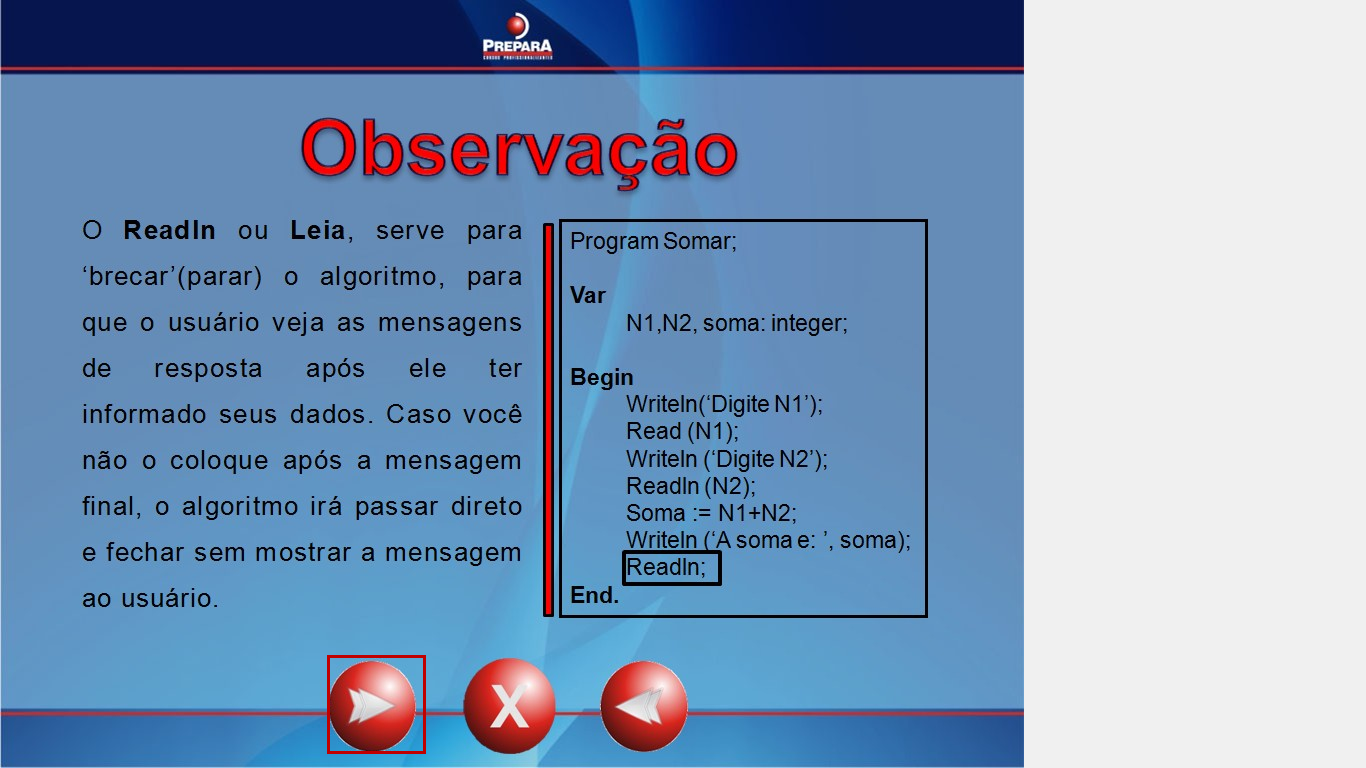 PREPARA
CURSOS PROFISSIONALIZANTES
Observação
O Readln ou Leia, serve para
‘brecar’(parar) o algoritmo, para
que o usuário veja as mensagens
de resposta após ele ter
informado seus dados. Caso você
não o coloque após a mensagem
final, o algoritmo irá passar direto
e fechar sem mostrar a mensagem
ao usuário.
Program Somar;
Var
N1,N2, soma: integer;
Begin
Writeln(‘Digite N1’);
Read (N1);
Writeln (‘Digite N2’);
Readln (N2);
Soma := N1+N2;
Writeln (‘A soma e: ’, soma);
Readln;
End.
X